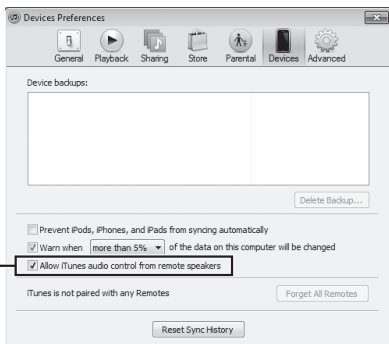 Devices Preferences
General Playback Sharing Store Parental Devices Advanced
Device backups:
Delete Backup...
Prevent iPods, iPhones, and iPads from syncing automatically
Warn when more than 5% of the data on this computer will be changed
Allow iTunes audio control from remote speakers
iTunes is not paired with any Remotes Forget All Remotes
Reset Sync History